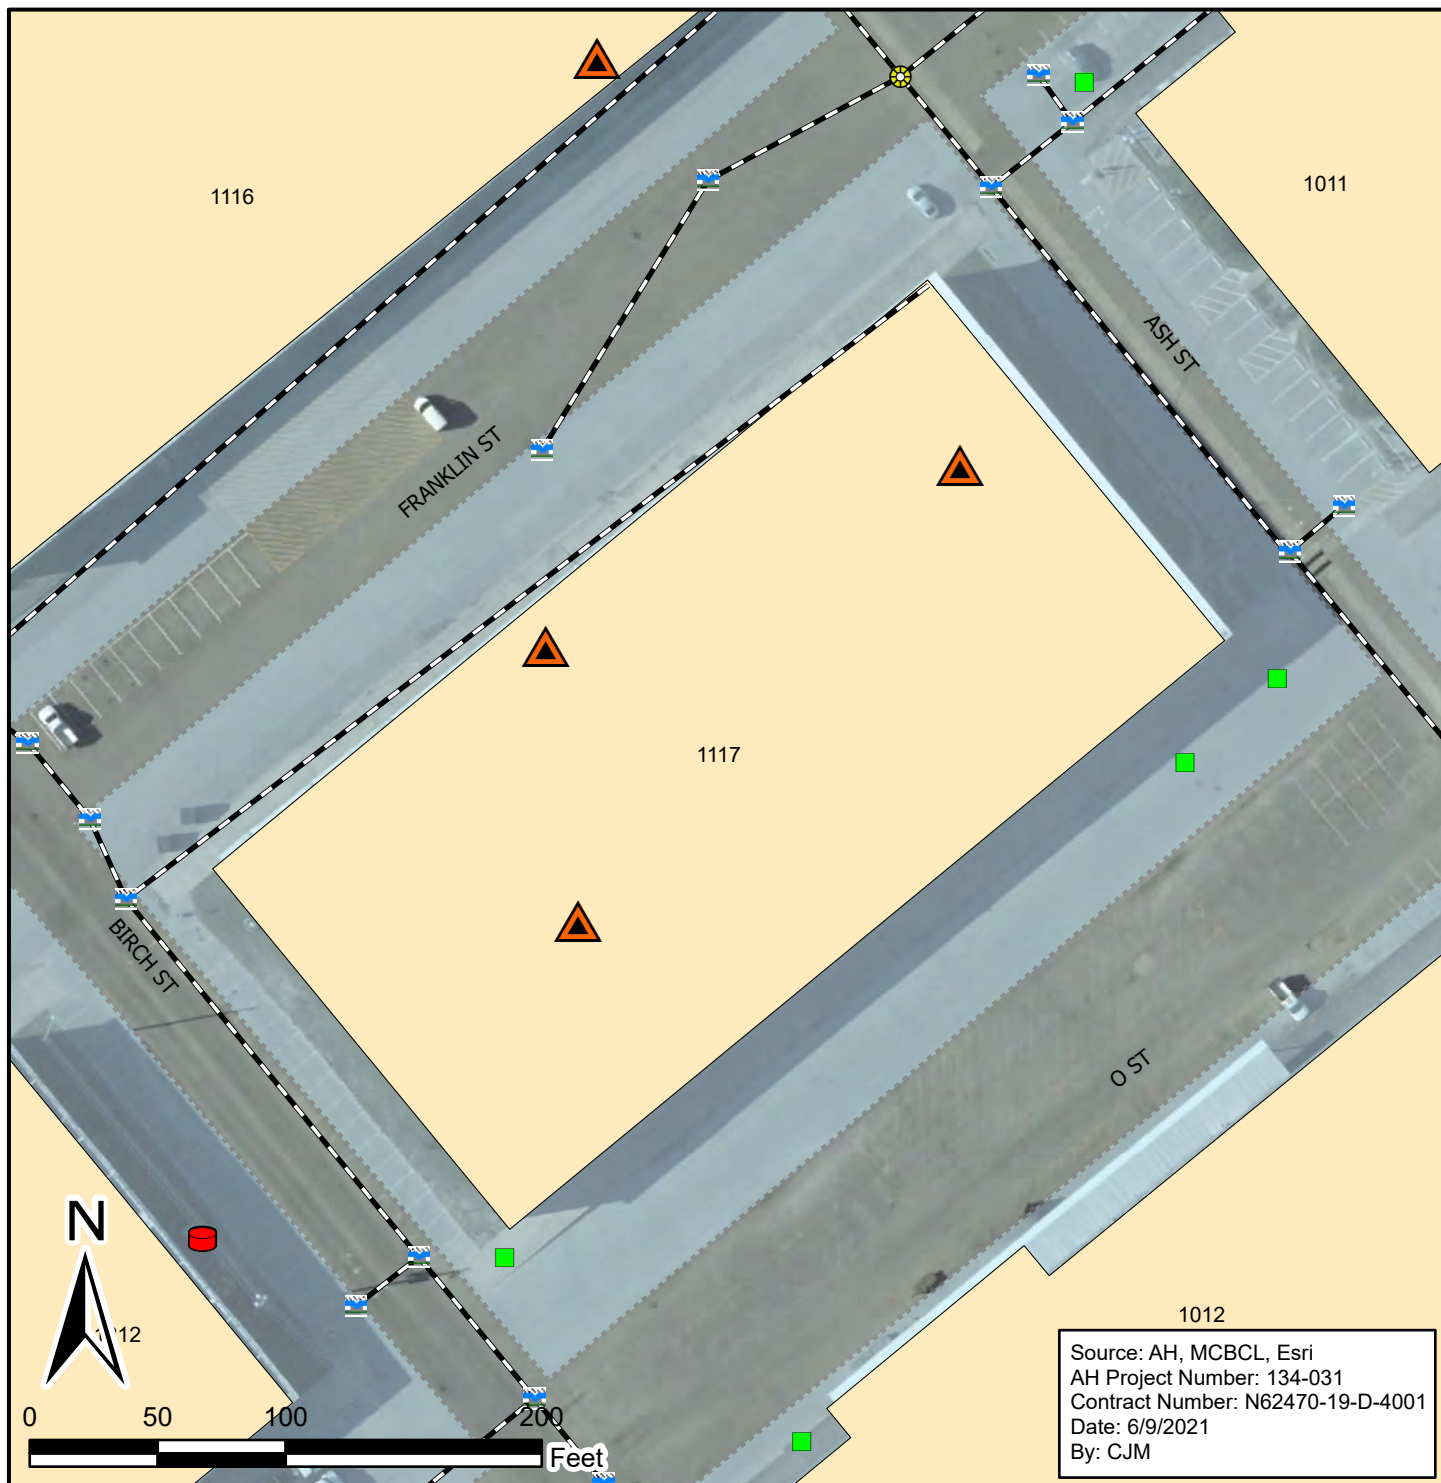 1116
1011
ASH ST
FRANKLIN ST
1117
BIRCH ST
O ST
N
1012
0 50 100 200
Feet
Source: AH, MCBCL, Esri
AH Project Number: 134-031
Contract Number: N62470-19-D-4001
Date: 6/9/2021
By: CJM